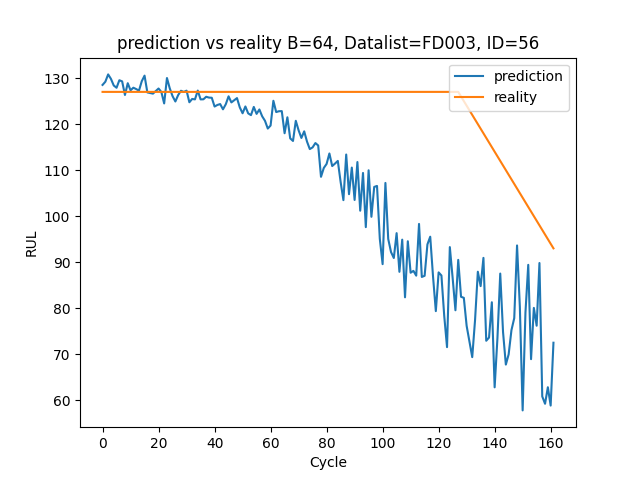 prediction vs reality B=64, Datalist=FD003, ID=56
prediction
reality
130
120
110
100
90
80
70
60
RUL
0 20 40 60 80 100 120 140 160
Cycle